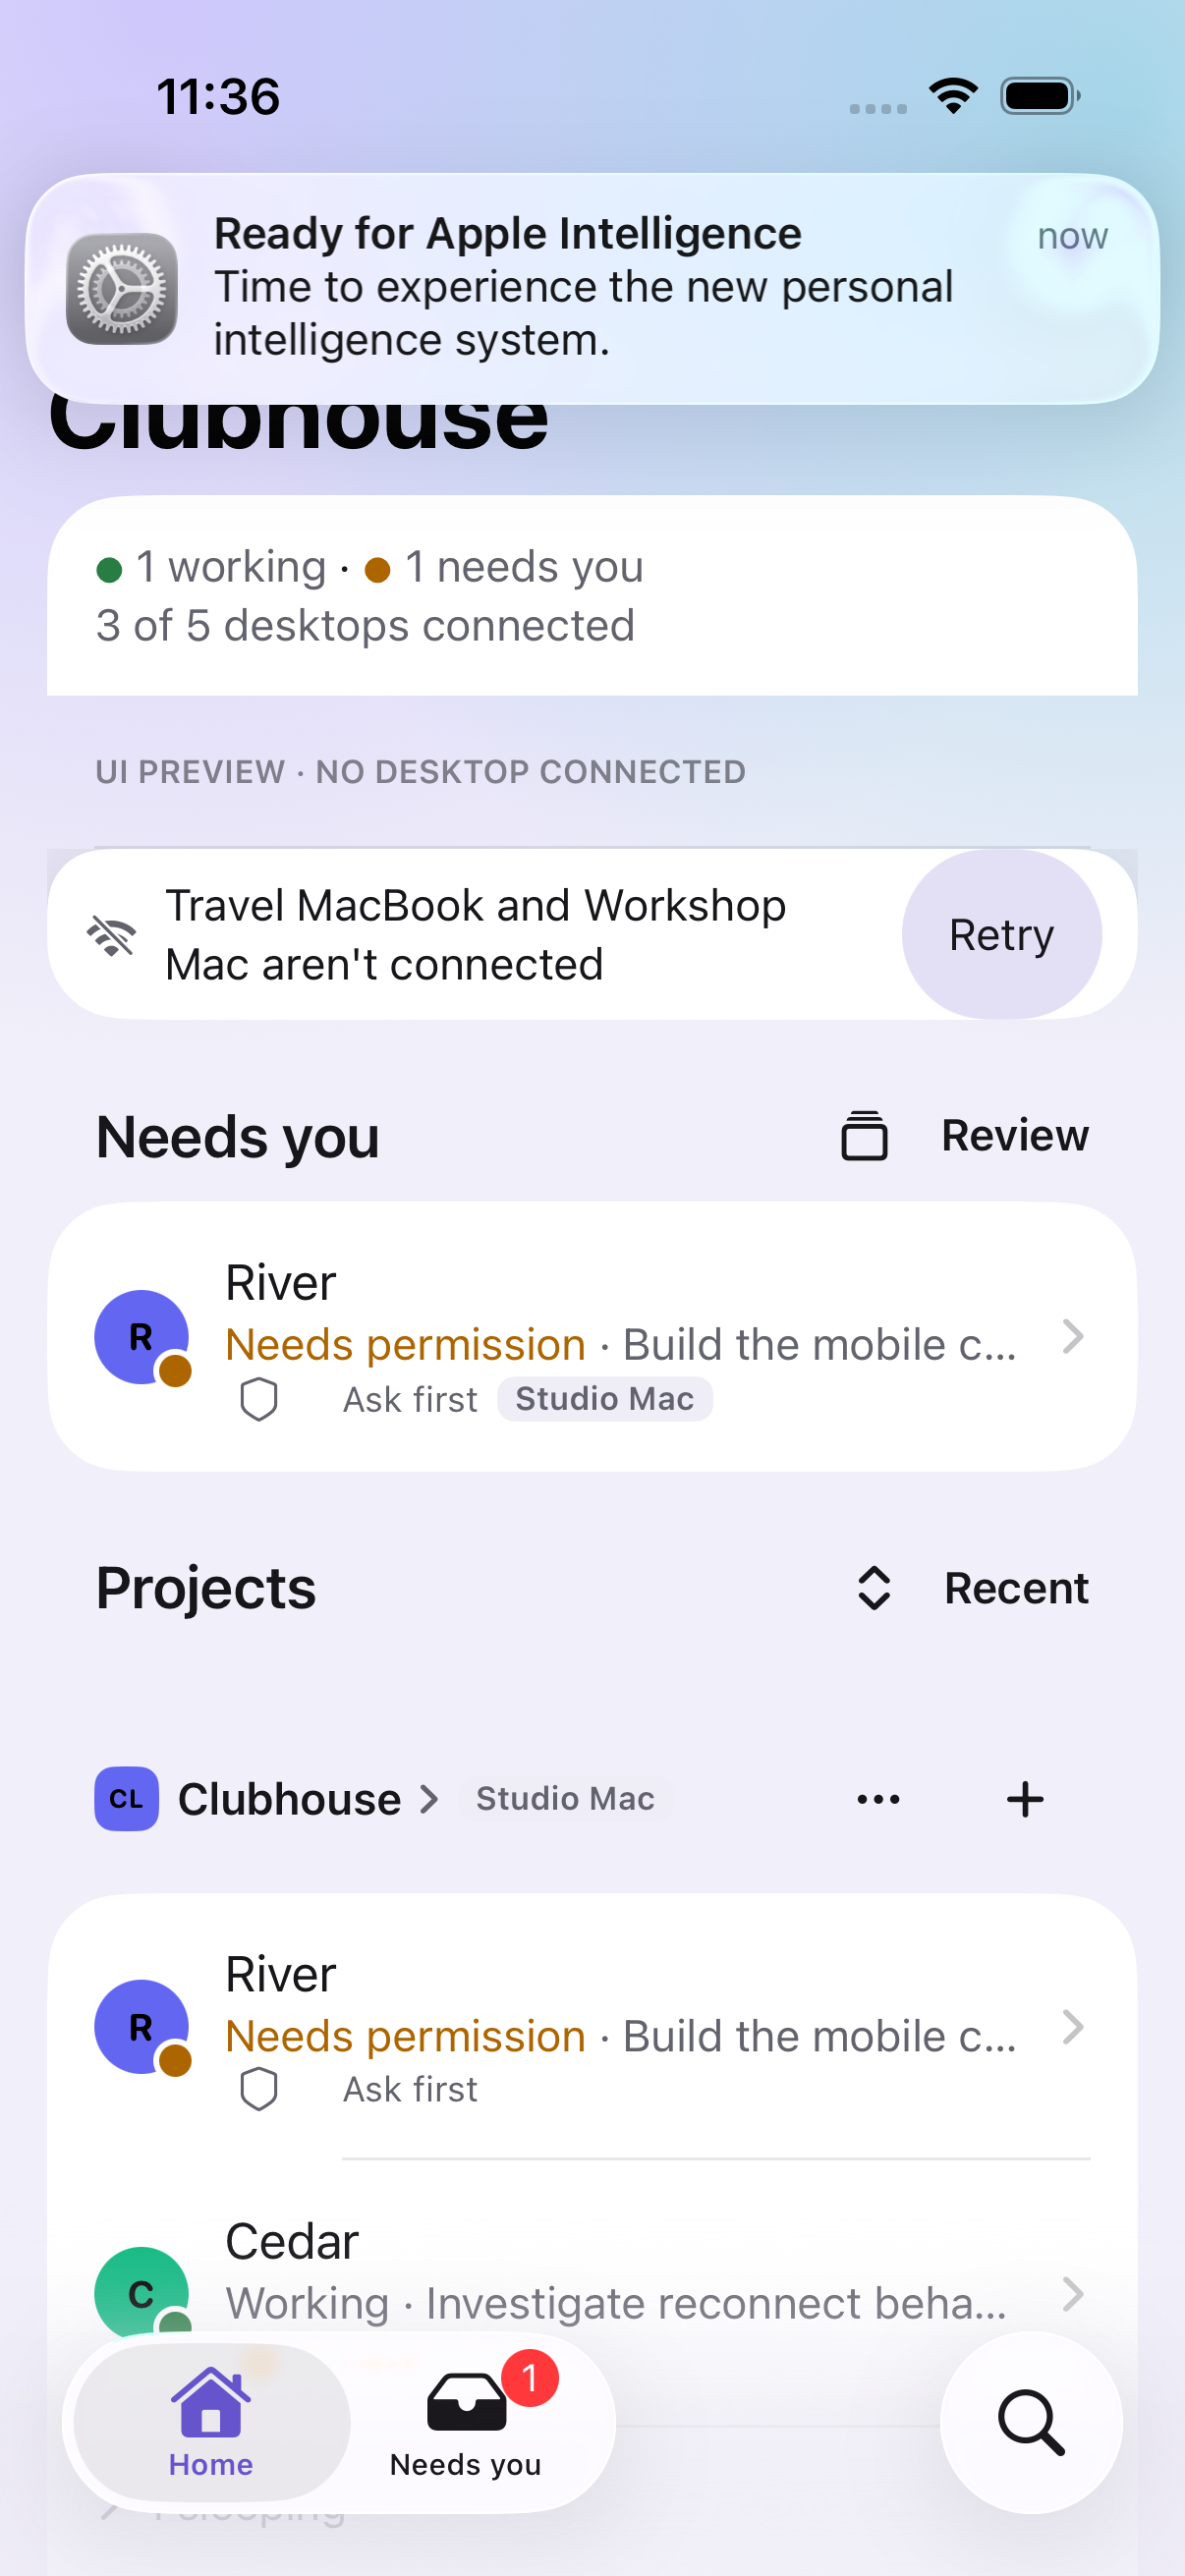 11:36
Ready for Apple Intelligence
now
Time to experience the new personal
intelligence system.
Clubhouse
1 working · 1 needs you
3 of 5 desktops connected
UI PREVIEW · NO DESKTOP CONNECTED
Travel MacBook and Workshop
Mac aren't connected
Retry
Needs you
Review
R
River
Needs permission · Build the mobile c...
Ask first
Studio Mac
Projects
Recent
CL
Clubhouse
Studio Mac
R
River
Needs permission · Build the mobile c...
Ask first
C
Cedar
Working · Investigate reconnect beha...
1
Home
Needs you
sleeping